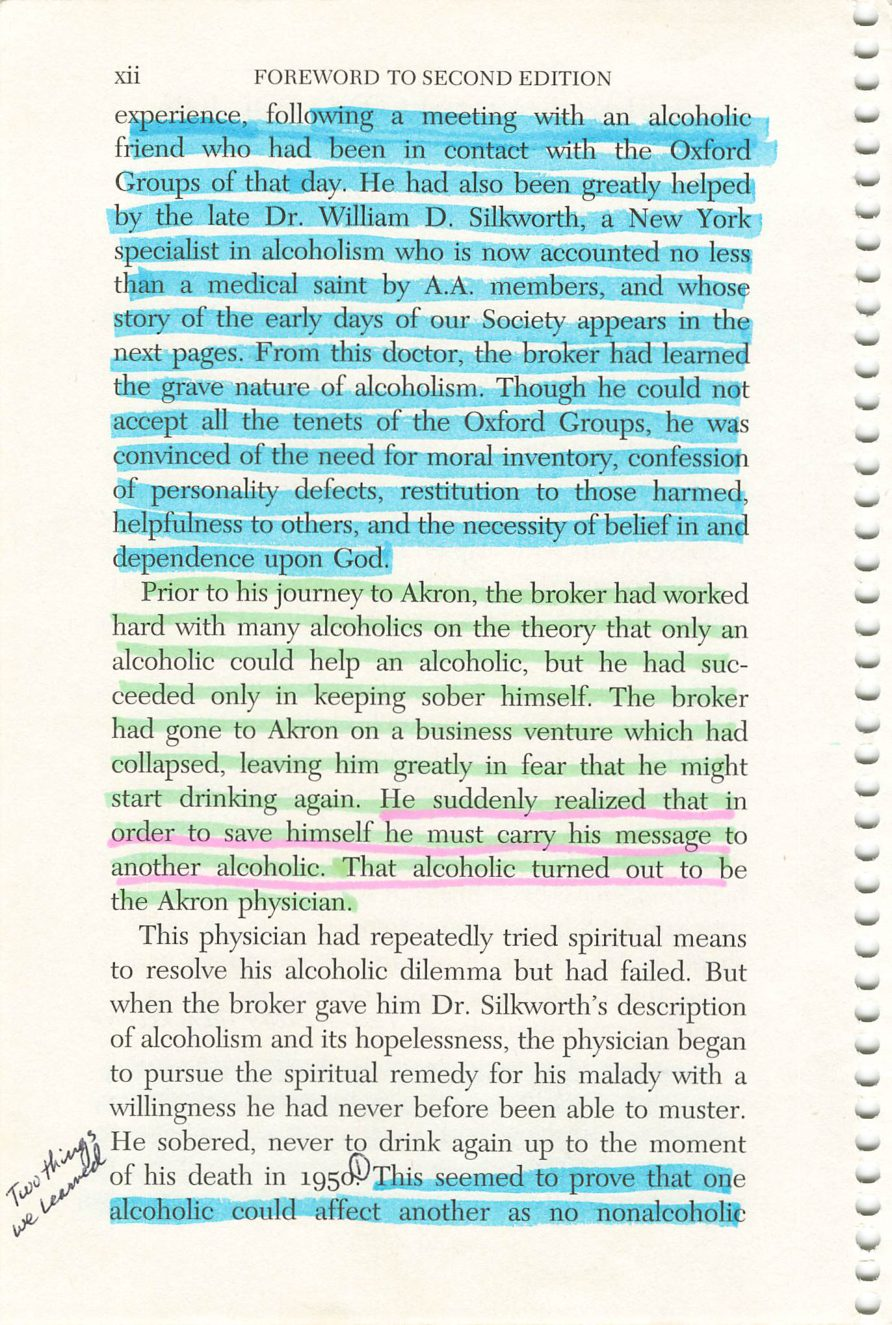 xii FOREWORD TO SECOND EDITION
experience, following a meeting with an alcoholic
friend who had been in contact with the Oxford
Groups of that day. He had also been greatly helped
by the late Dr. William D. Silkworth, a New York
specialist in alcoholism who is now accounted no less
than a medical saint by A.A. members, and whose
story of the early days of our Society appears in the
next pages. From this doctor, the broker had learned
the grave nature of alcoholism. Though he could not
accept all the tenets of the Oxford Groups, he was
convinced of the need for moral inventory, confession
of personality defects, restitution to those harmed,
helpfulness to others, and the necessity of belief in and
dependence upon God.
Prior to his journey to Akron, the broker had worked
hard with many alcoholics on the theory that only an
alcoholic could help an alcoholic, but he had suc-
ceeded only in keeping sober himself. The broker
had gone to Akron on a business venture which had
collapsed, leaving him greatly in fear that he might
start drinking again. He suddenly realized that in
order to save himself he must carry his message to
another alcoholic. That alcoholic turned out to be
the Akron physician.
This physician had repeatedly tried spiritual means
to resolve his alcoholic dilemma but had failed. But
when the broker gave him Dr. Silkworth's description
of alcoholism and its hopelessness, the physician began
to pursue the spiritual remedy for his malady with a
willingness he had never before been able to muster.
He sobered, never to drink again up to the moment
of his death in 1950. ① This seemed to prove that one
alcoholic could affect another as no nonalcoholic
Two things
we learned